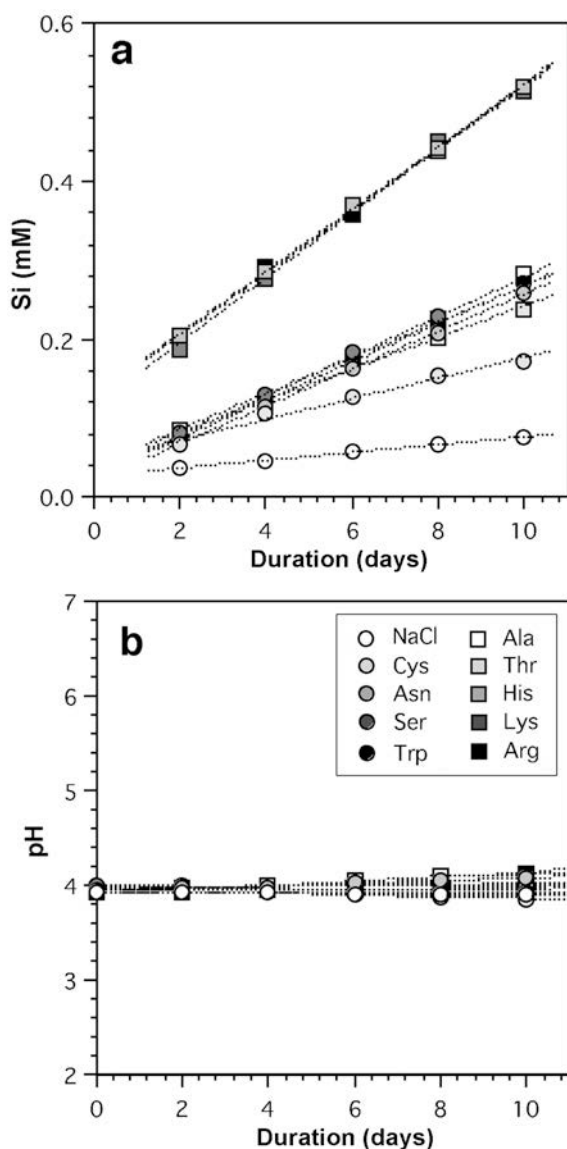 0.6
a
0.4
Si (mM)
0.2
0.0
0 2 4 6 8 10
Duration (days)
7
b
NaCl Ala
Cys Thr
6
Asn His
Ser Lys
Trp Arg
5
pH
4
3
2
0 2 4 6 8 10
Duration (days)